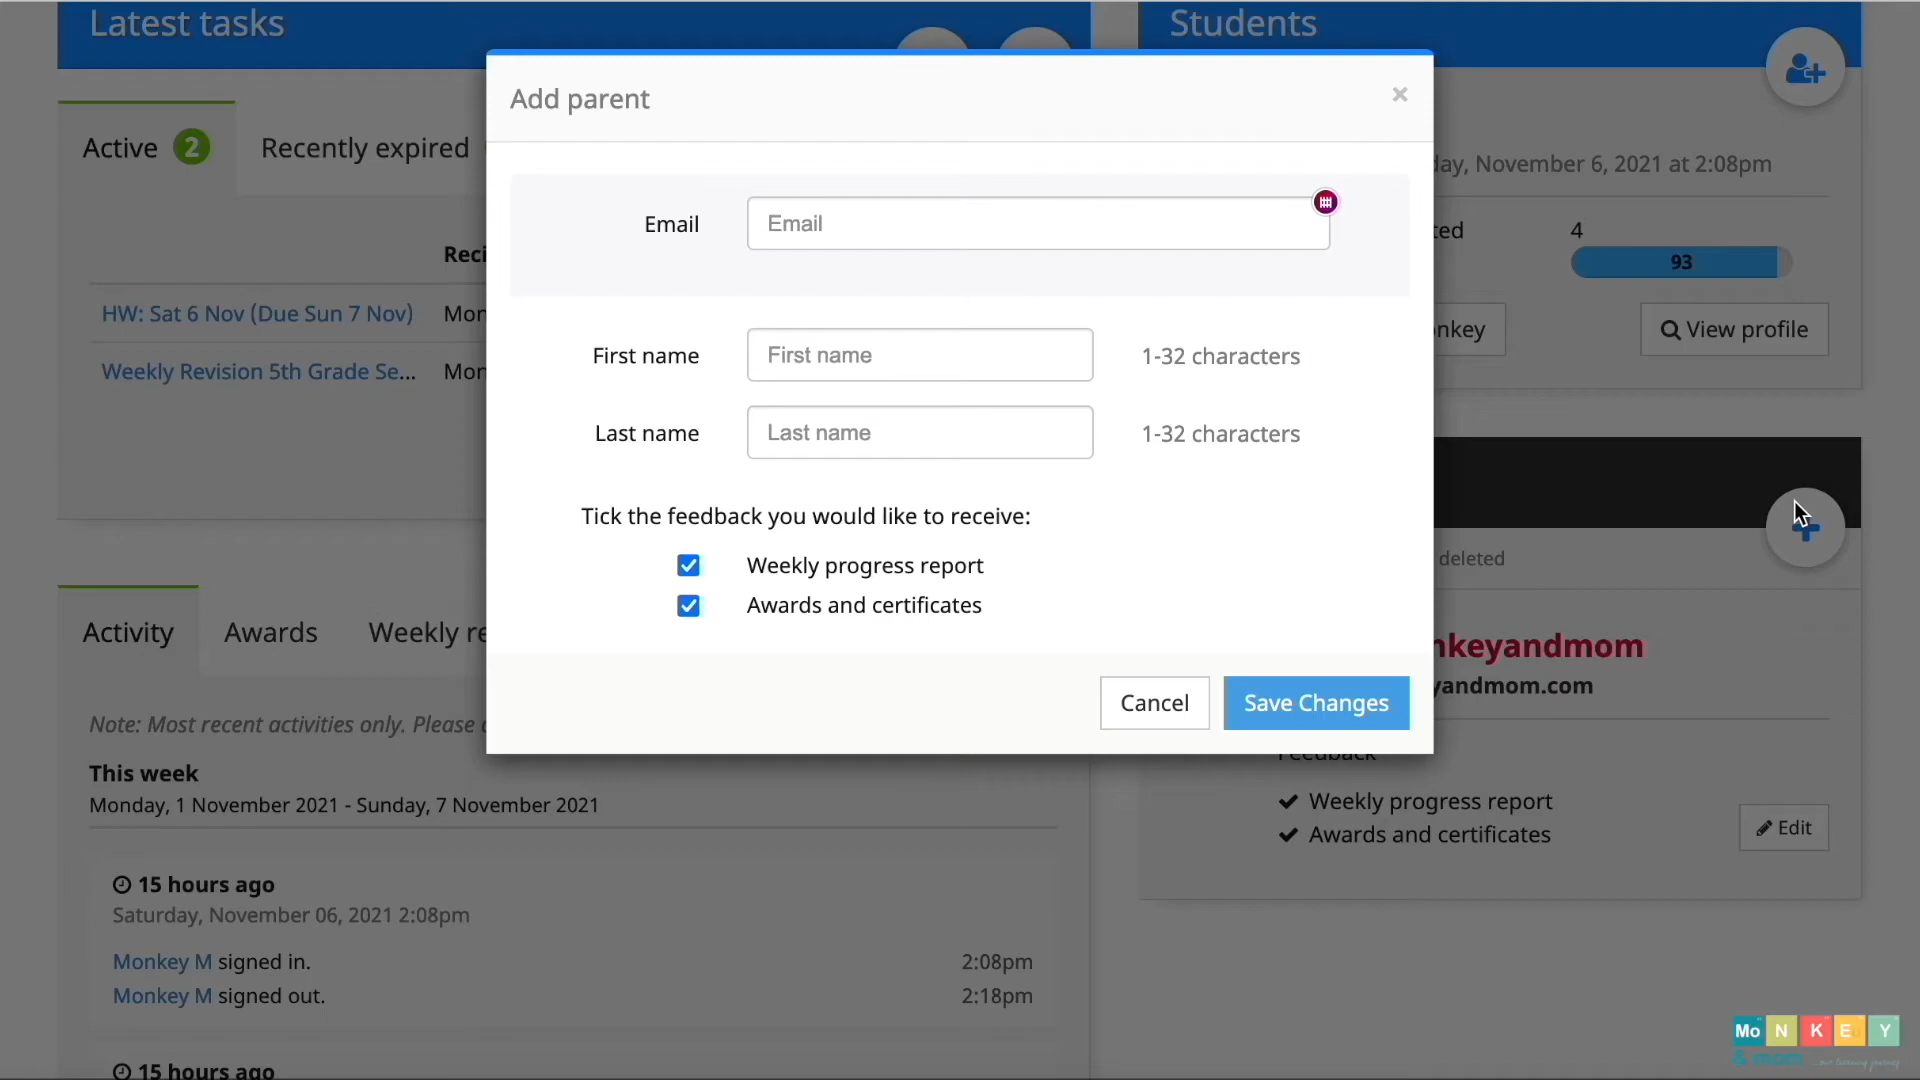 Latest tasks
Students
Add parent
×
Active 2
Recently expired
day, November 6, 2021 at 2:08pm
Email
Email
ted
4
93
Reci
HW: Sat 6 Nov (Due Sun 7 Nov)
Mon
Weekly Revision 5th Grade Se...
Mon
First name
First name
1-32 characters
nkey
View profile
Last name
Last name
1-32 characters
Tick the feedback you would like to receive:
Weekly progress report
Awards and certificates
deleted
Activity
Awards
Weekly re
nkeyandmom
yandmom.com
Cancel
Save Changes
Note: Most recent activities only. Please
Feedback
This week
Monday, 1 November 2021 - Sunday, 7 November 2021
Weekly progress report
Awards and certificates
Edit
15 hours ago
Saturday, November 06, 2021 2:08pm
Monkey M signed in.
2:08pm
Monkey M signed out.
2:18pm
15 hours ago
MoNKEY
& mom